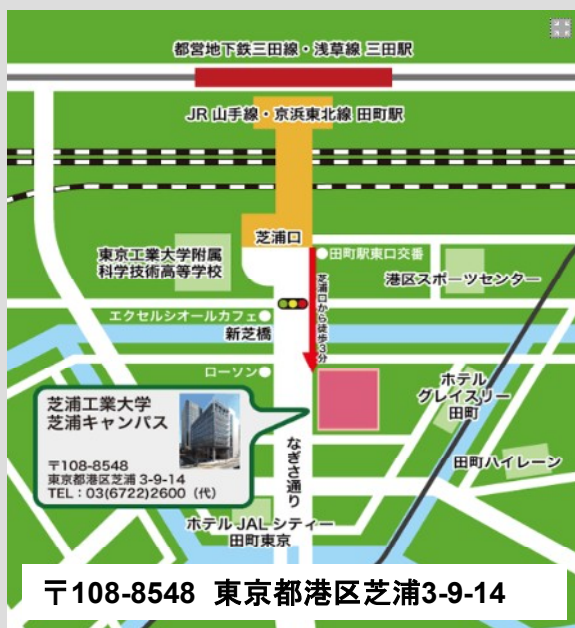 都営地下鉄三田線・浅草線 三田駅
JR 山手線・京浜東北線 田町駅
芝浦口
田町駅東口交番
東京工業大学附属
科学技術高等学校
港区スポーツセンター
芝浦口から徒歩3分
エクセルシオールカフェ
新芝橋
ローソン
ホテル
グレイスリー
田町
芝浦工業大学
芝浦キャンパス
〒108-8548
東京都港区芝浦 3-9-14
TEL：03(6722)2600（代）
なぎさ通り
田町ハイレーン
ホテル JAL シティー
田町東京
〒108-8548 東京都港区芝浦3-9-14